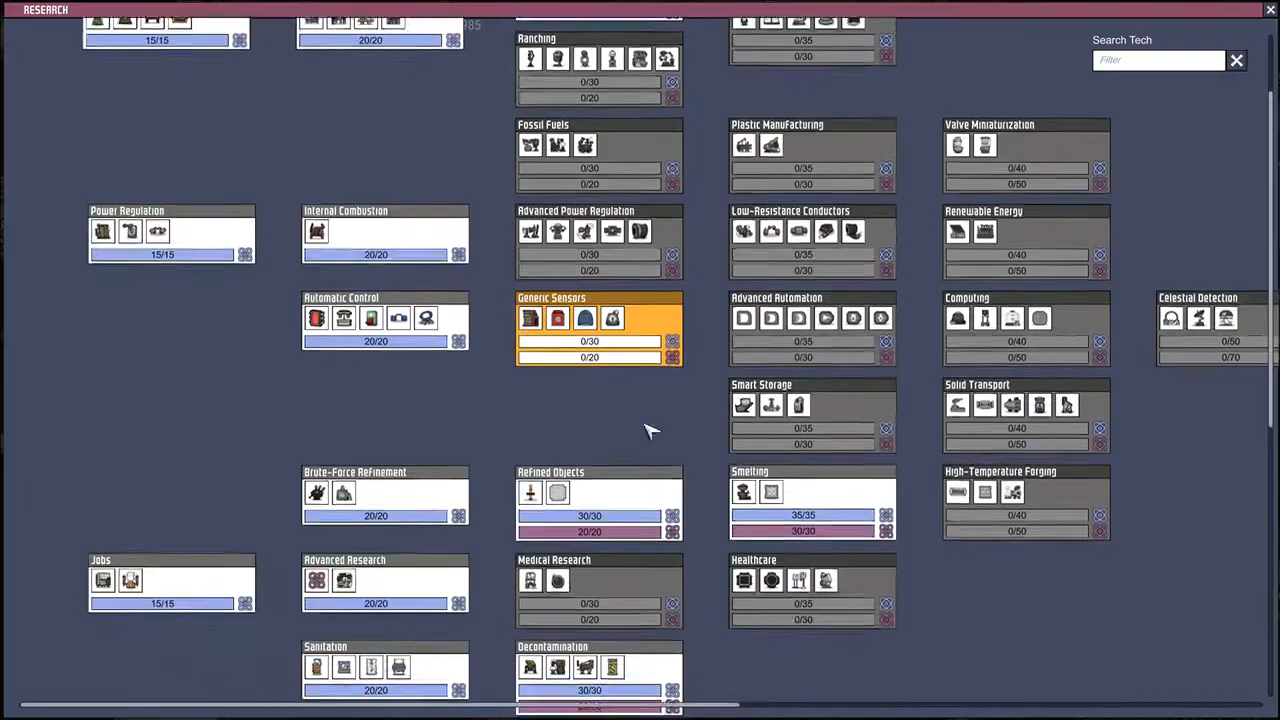 RESEARCH
985
Search Tech
Filter
15/15
20/20
0/35
0/30
Ranching
0/30
0/20
Fossil Fuels
0/30
0/20
Plastic Manufacturing
0/35
0/30
Valve Miniaturization
0/40
0/50
Power Regulation
15/15
Internal Combustion
20/20
Advanced Power Regulation
0/30
0/20
Low-Resistance Conductors
0/35
0/30
Renewable Energy
0/40
0/50
Automatic Control
20/20
Generic Sensors
0/30
0/20
Advanced Automation
0/35
0/30
Computing
0/40
0/50
Celestial Detection
0/50
0/70
Smart Storage
0/35
0/30
Solid Transport
0/40
0/50
Brute-Force Refinement
20/20
Refined Objects
30/30
20/20
Smelting
35/35
30/30
High-Temperature Forging
0/40
0/50
Jobs
15/15
Advanced Research
20/20
Medical Research
0/30
0/20
Healthcare
0/35
0/30
Sanitation
20/20
Decontamination
30/30